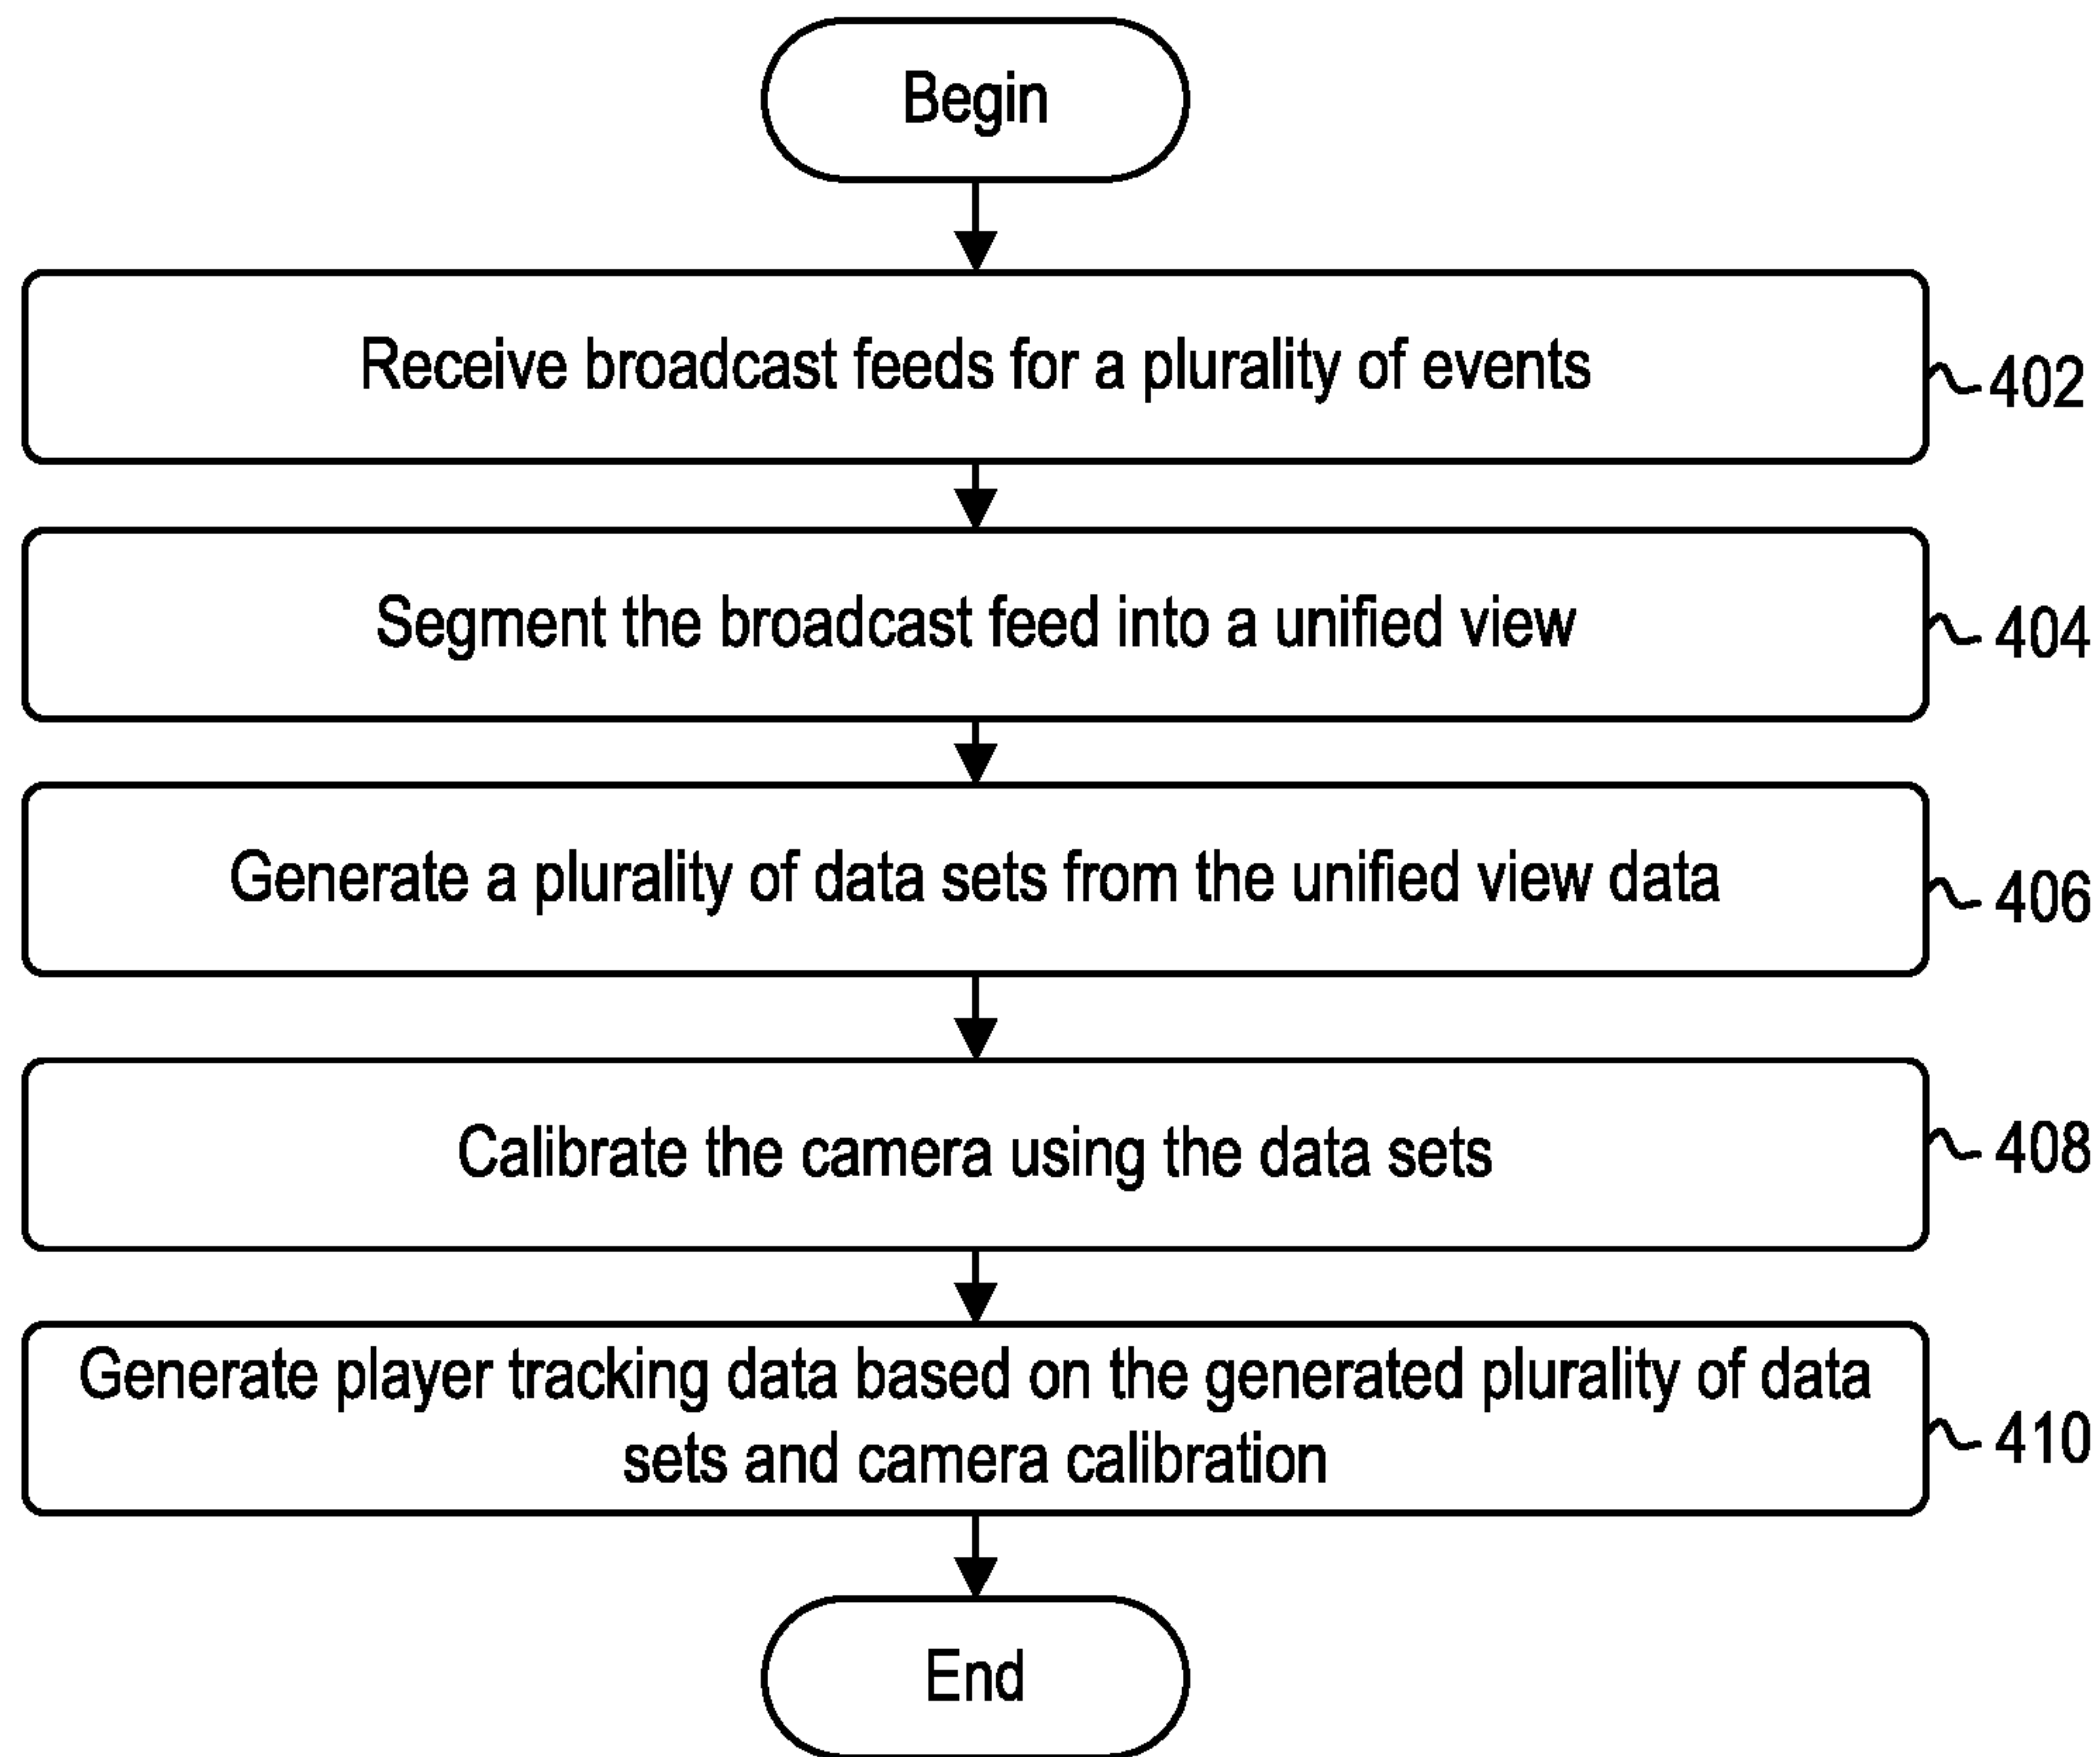 Begin
Receive broadcast feeds for a plurality of events
402
Segment the broadcast feed into a unified view
404
Generate a plurality of data sets from the unified view data
406
Calibrate the camera using the data sets
408
Generate player tracking data based on the generated plurality of data
sets and camera calibration
410
End